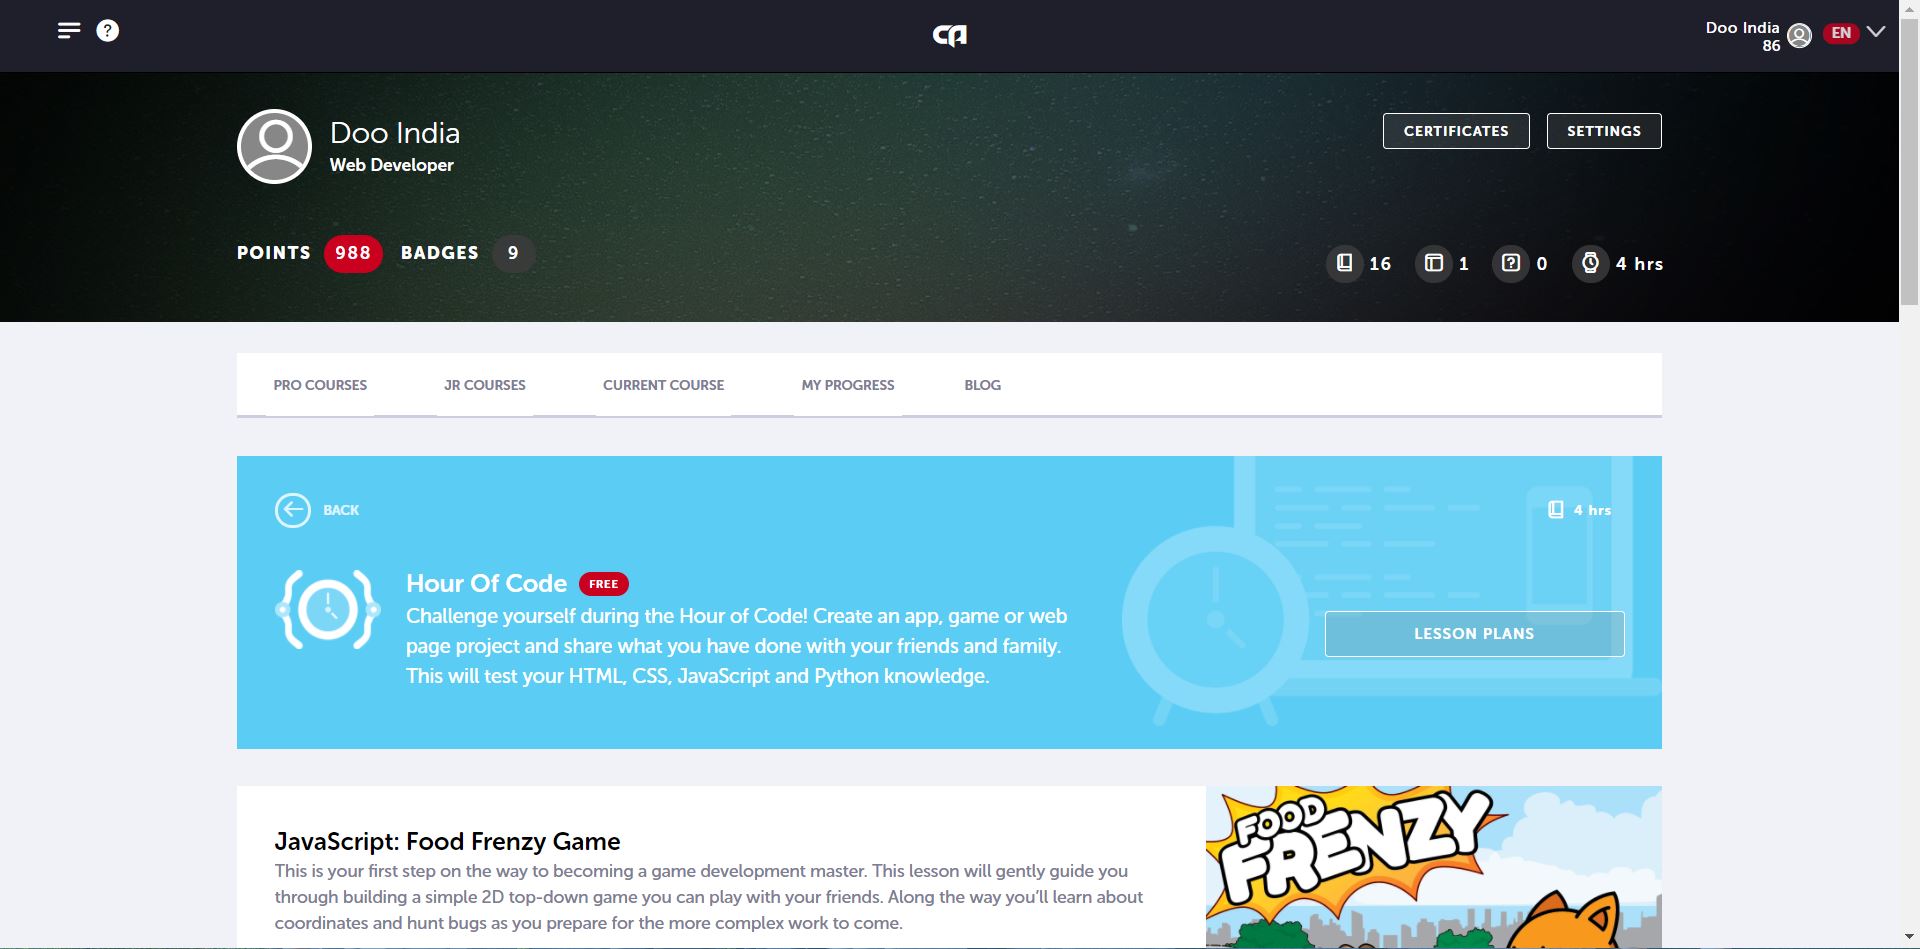 ?
CA
Doo India
86
EN
Doo India
Web Developer
CERTIFICATES
SETTINGS
POINTS 988 BADGES 9
16 1 ? 0 4 hrs
PRO COURSES JR COURSES CURRENT COURSE MY PROGRESS BLOG
BACK
4 hrs
Hour Of Code FREE
Challenge yourself during the Hour of Code! Create an app, game or web
page project and share what you have done with your friends and family.
This will test your HTML, CSS, JavaScript and Python knowledge.
LESSON PLANS
JavaScript: Food Frenzy Game
This is your first step on the way to becoming a game development master. This lesson will gently guide you
through building a simple 2D top-down game you can play with your friends. Along the way you’ll learn about
coordinates and hunt bugs as you prepare for the more complex work to come.
FOOD
FRENZY